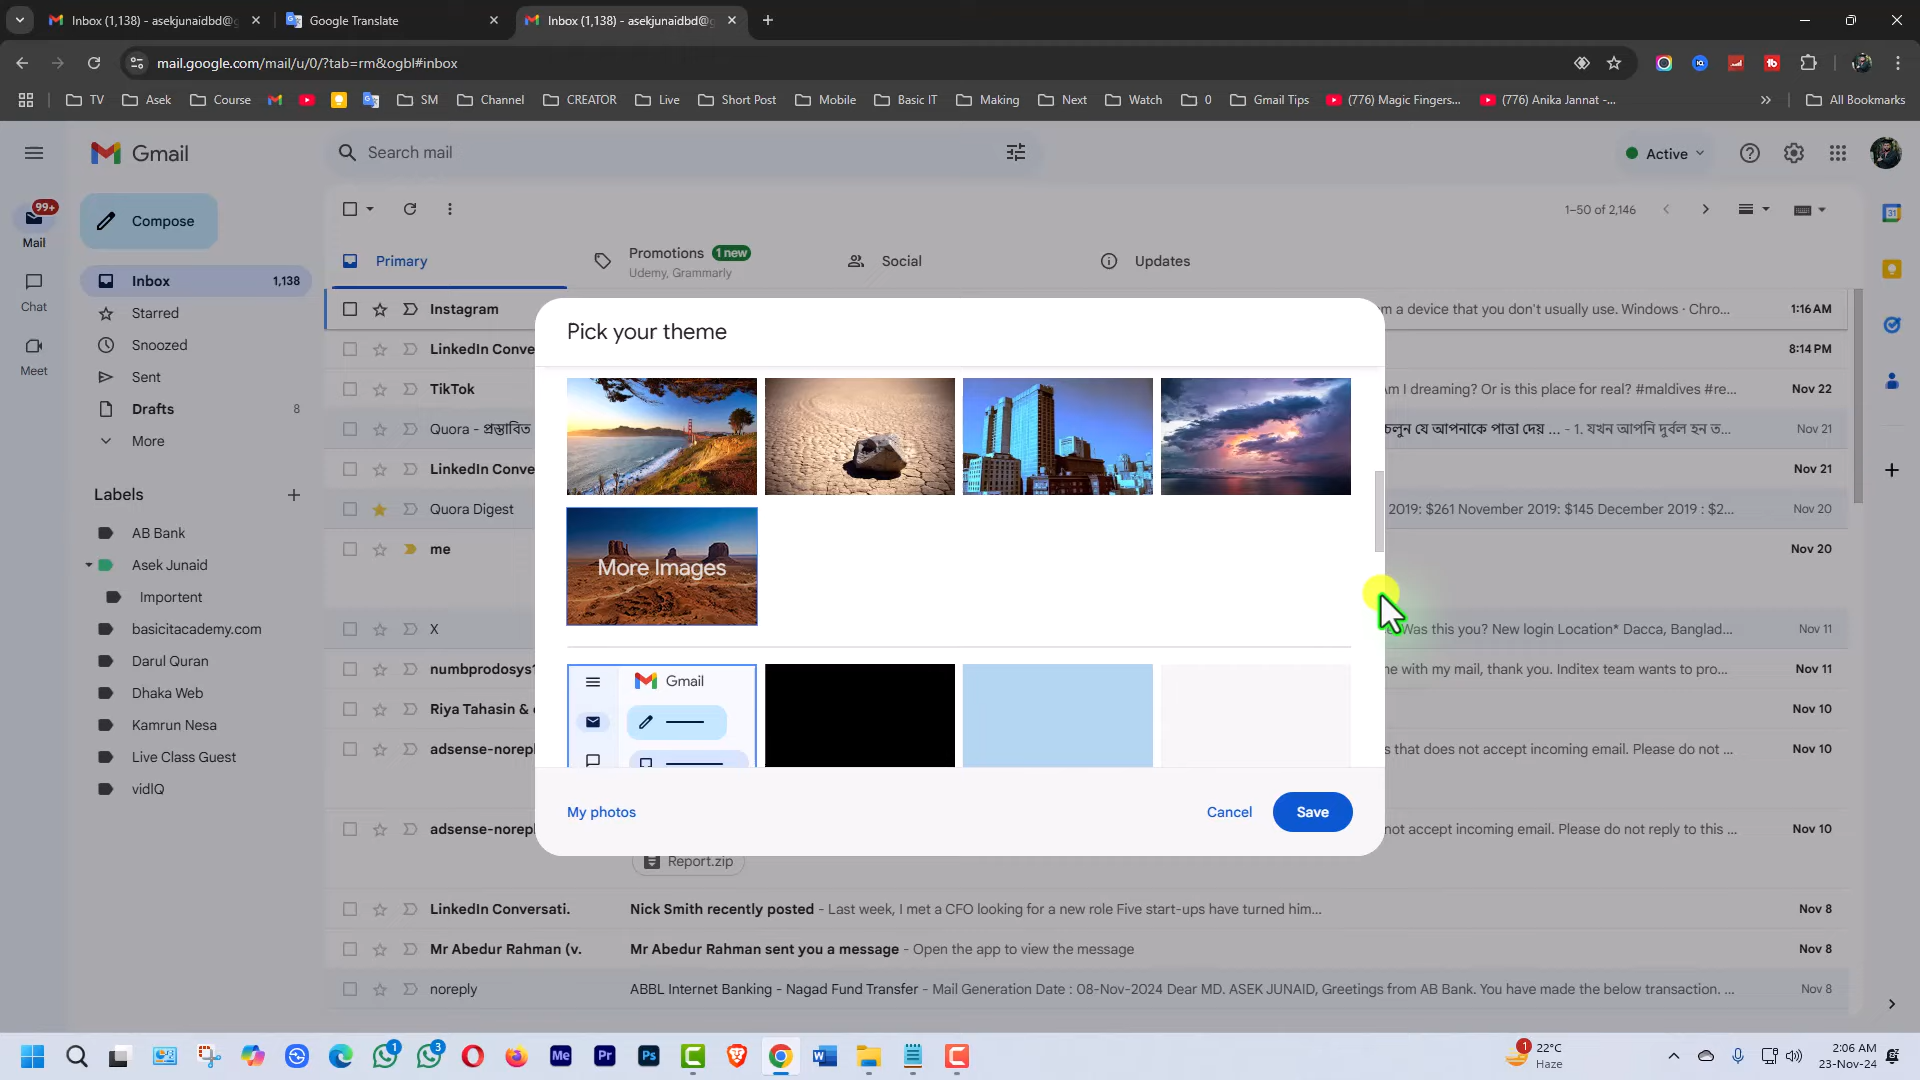 Inbox (1,138) - asekjunaidbd@g
Google Translate
Inbox (1,138) - asekjunaidbd@g
mail.google.com/mail/u/0/?tab=rm&ogbl#inbox
TV
Asek
Course
SM
Channel
CREATOR
Live
Short Post
Mobile
Basic IT
Making
Next
Watch
0
Gmail Tips
(776) Magic Fingers...
(776) Anika Jannat -...
All Bookmarks
Gmail
Search mail
Active
99+
Mail
Chat
Meet
Compose
Inbox 1,138
Starred
Snoozed
Sent
Drafts 8
More
Labels
AB Bank
Asek Junaid
Importent
basicitacademy.com
Darul Quran
Dhaka Web
Kamrun Nesa
Live Class Guest
vidIQ
1–50 of 2,146
Primary
Promotions 1 new
Udemy, Grammarly
Social
Updates
Instagram m a device that you don't usually use. Windows · Chro... 1:16 AM
LinkedIn Conve 8:14 PM
TikTok Am I dreaming? Or is this place for real? #maldives #re... Nov 22
Quora - প্রস্তাবিত চলুন যে আপনাকে পাত্তা দেয় ... - 1. যখন আপনি দুর্বল হন ত... Nov 21
LinkedIn Conve Nov 21
Quora Digest 2019: $261 November 2019: $145 December 2019 : $2... Nov 20
me Nov 20
X Was this you? New login Location* Dacca, Banglad... Nov 11
numbprodosys1 me with my mail, thank you. Inditex team wants to pro... Nov 11
Riya Tahasin & Nov 10
adsense-norepl s that does not accept incoming email. Please do not ... Nov 10
adsense-norepl not accept incoming email. Please do not reply to this ... Nov 10
Report.zip
LinkedIn Conversati. Nick Smith recently posted - Last week, I met a CFO looking for a new role Five start-ups have turned him... Nov 8
Mr Abedur Rahman (v. Mr Abedur Rahman sent you a message - Open the app to view the message Nov 8
noreply ABBL Internet Banking - Nagad Fund Transfer - Mail Generation Date : 08-Nov-2024 Dear MD. ASEK JUNAID, Greetings from AB Bank. You have made the below transaction. ... Nov 8
Pick your theme
More Images
Gmail
My photos
Cancel
Save
1
3
Me
Pr
Ps
1
22°C
Haze
2:06 AM
23-Nov-24